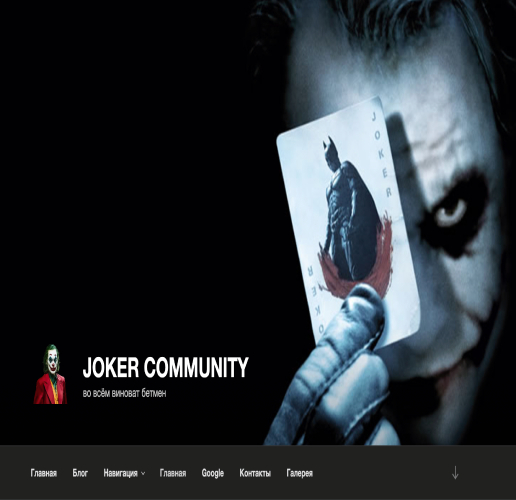 JOKER
JOKER
JOKER COMMUNITY
во всём виноват бетмен
Главная Блог Навигация Главная Google Контакты Галерея